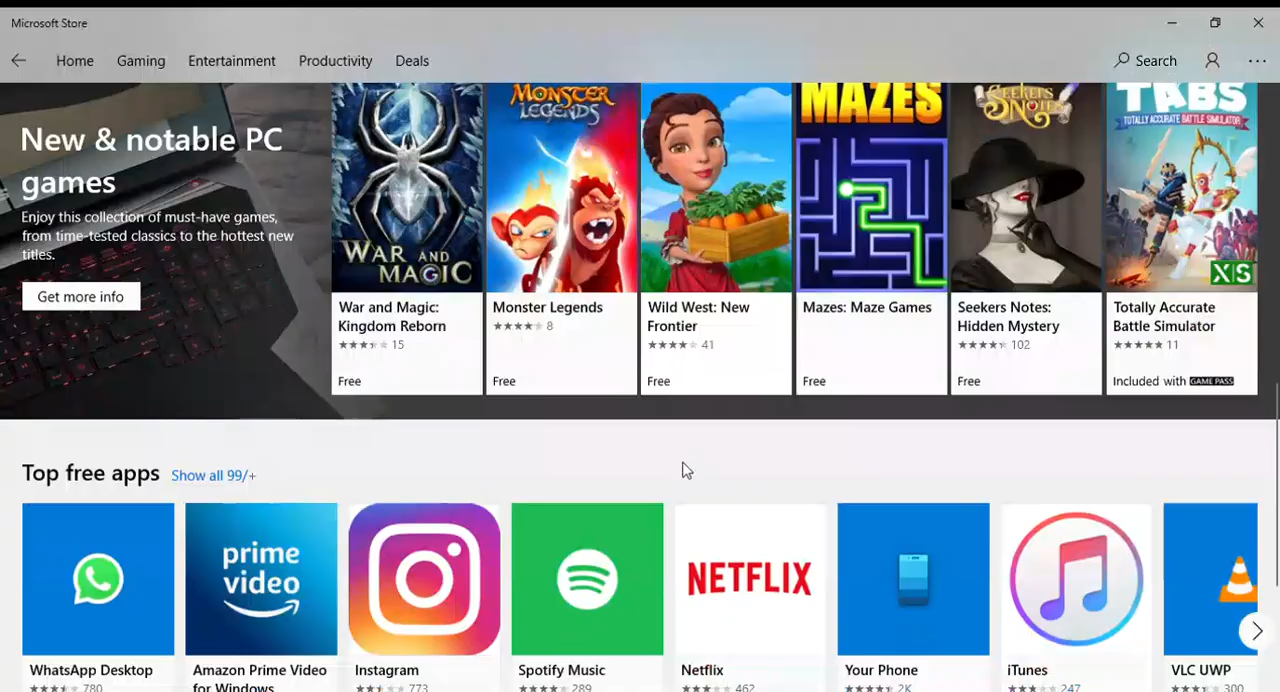 Microsoft Store
Home Gaming Entertainment Productivity Deals Search
New & notable PC
games
Enjoy this collection of must-have games,
from time-tested classics to the hottest new
titles.
Get more info
WAR AND
MAGIC
War and Magic:
Kingdom Reborn
15
Free
MONSTER
LEGENDS
Monster Legends
8
Free
Wild West: New
Frontier
41
Free
MAZES
Mazes: Maze Games
Free
SEEKERS
NOTES
Seekers Notes:
Hidden Mystery
102
Free
TABS
TOTALLY ACCURATE BATTLE SIMULATOR
X|S
Totally Accurate
Battle Simulator
11
Included with GAME PASS
Top free apps Show all 99/+
WhatsApp Desktop
780
prime
video
Amazon Prime Video
for Windows
Instagram
773
Spotify Music
289
NETFLIX
Netflix
462
Your Phone
2K
iTunes
247
VLC UWP
300